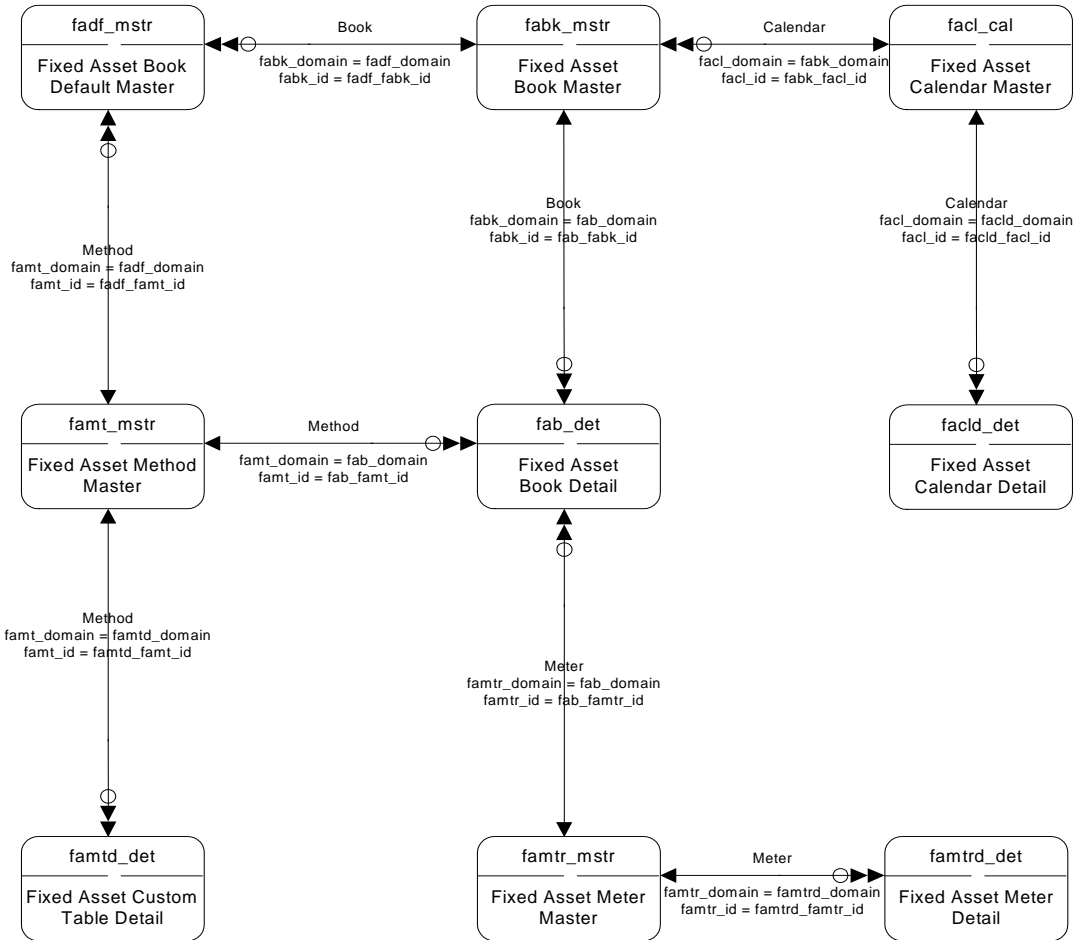 fadf_mstr
Fixed Asset Book
Default Master
Book
fabk_domain = fadf_domain
fabk_id = fadf_fabk_id
fabk_mstr
Fixed Asset
Book Master
Calendar
facl_domain = fabk_domain
facl_id = fabk_facl_id
facl_cal
Fixed Asset
Calendar Master
Method
famt_domain = fadf_domain
famt_id = fadf_famt_id
Book
fabk_domain = fab_domain
fabk_id = fab_fabk_id
Calendar
facl_domain = facld_domain
facl_id = facld_facl_id
famt_mstr
Fixed Asset Method
Master
Method
famt_domain = fab_domain
famt_id = fab_famt_id
fab_det
Fixed Asset
Book Detail
facld_det
Fixed Asset
Calendar Detail
Method
famt_domain = famtd_domain
famt_id = famtd_famt_id
Meter
famtr_domain = fab_domain
famtr_id = fab_famtr_id
famtd_det
Fixed Asset Custom
Table Detail
famtr_mstr
Fixed Asset Meter
Master
Meter
famtr_domain = famtrd_domain
famtr_id = famtrd_famtr_id
famtrd_det
Fixed Asset Meter
Detail